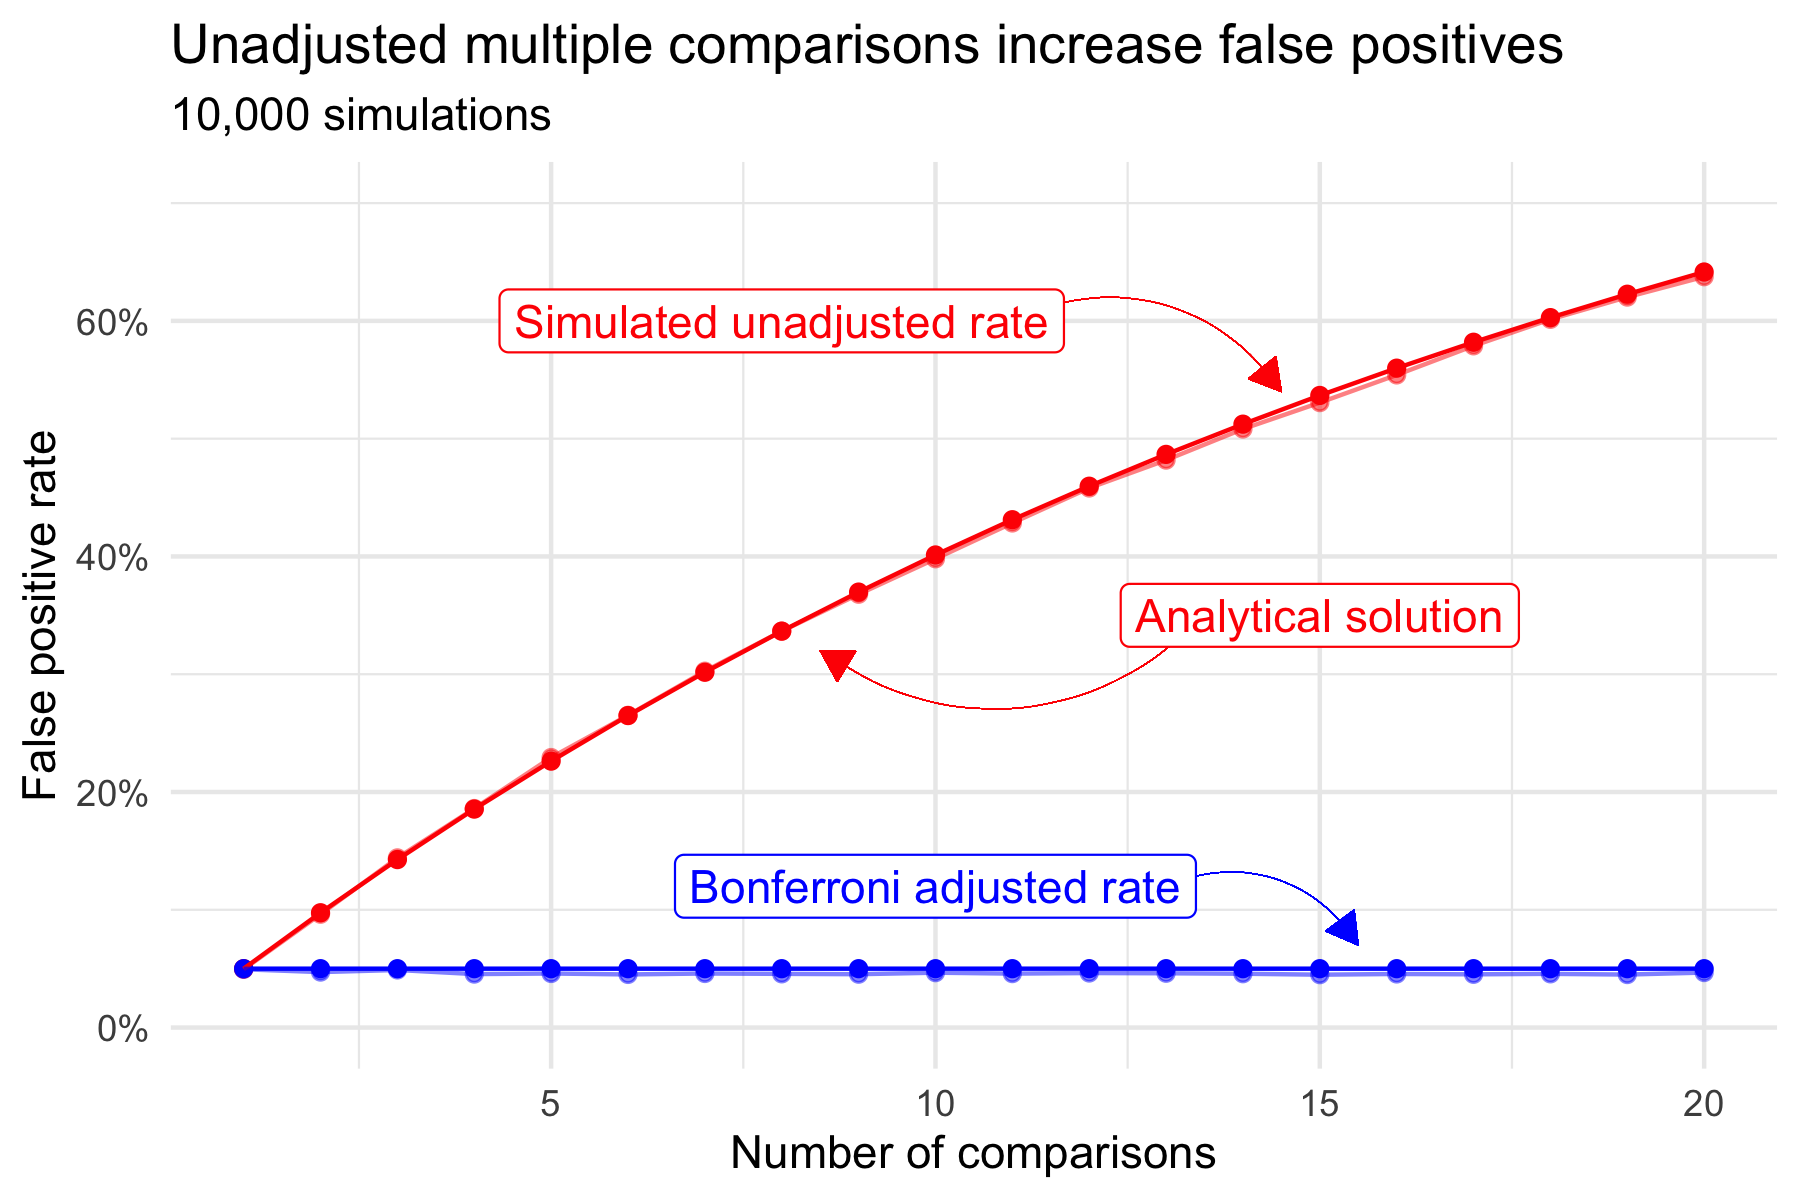 Unadjusted multiple comparisons increase false positives
10,000 simulations
False positive rate
60%
40%
20%
0%
Simulated unadjusted rate
Analytical solution
Bonferroni adjusted rate
5
10
15
20
Number of comparisons